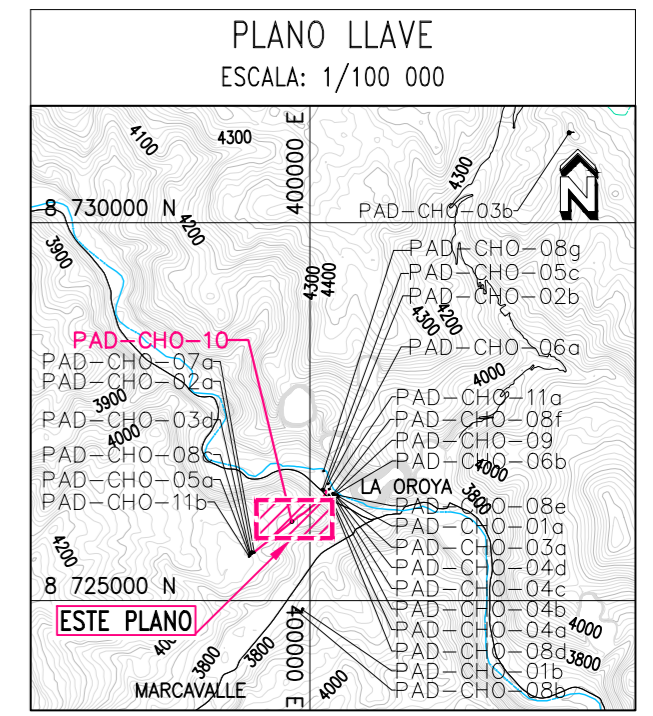 PLANO LLAVE
ESCALA: 1/100 000
4100
4300
400000 E
4300
N
PAD-CHO-03b
8 730000 N
4200
3900
4300
4400
PAD-CHO-08g
PAD-CHO-05c
PAD-CHO-02b
4300
4200
PAD-CHO-10
PAD-CHO-06a
PAD-CHO-07a
PAD-CHO-02a
4000
3900
PAD-CHO-11a
PAD-CHO-03d
PAD-CHO-08f
4000
PAD-CHO-09
PAD-CHO-08c
PAD-CHO-06b
4000
PAD-CHO-05a
LA OROYA
3800
PAD-CHO-11b
PAD-CHO-08e
PAD-CHO-01a
PAD-CHO-03a
4200
PAD-CHO-04d
8 725000 N
PAD-CHO-04c
PAD-CHO-04b
ESTE PLANO
400000 E
PAD-CHO-04a
4000
PAD-CHO-08d
3800
3800
3800
PAD-CHO-01b
MARCAVALLE
4000
PAD-CHO-08b